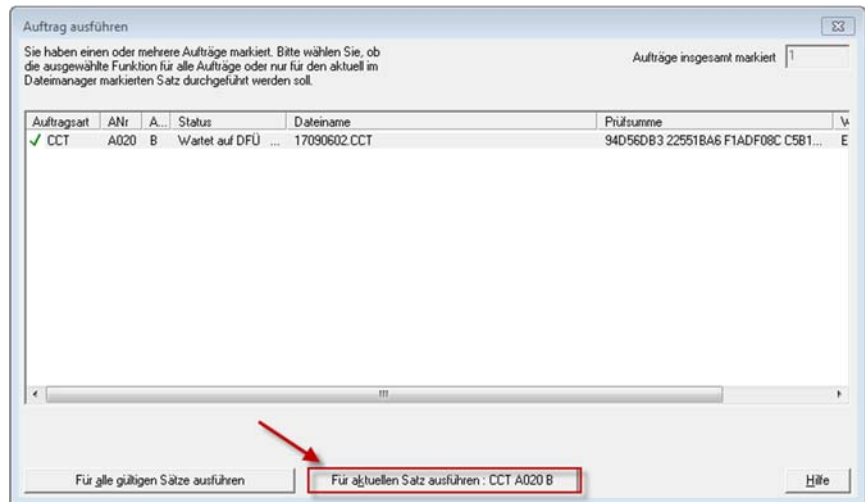 Auftrag ausführen
Sie haben einen oder mehrere Aufträge markiert. Bitte wählen Sie, ob
die ausgewählte Funktion für alle Aufträge oder nur für den aktuell im
Dateimanager markierten Satz durchgeführt werden soll.
Aufträge insgesamt markiert 1
Auftragsart ANr A... Status Dateiname Prüfsumme
CCT A020 B Wartet auf DFÜ ... 17090602.CCT 94D56DB3 22551BA6 F1ADF08C C5B1... E
Für alle gültigen Sätze ausführen Für aktuellen Satz ausführen : CCT A020 B Hilfe